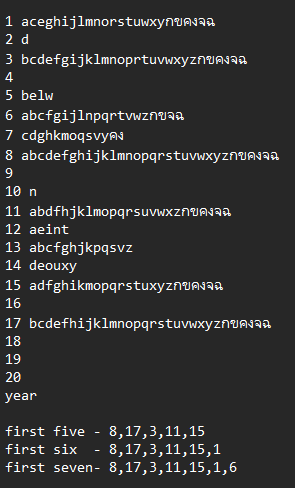 1 aceghijlmnorstuwxyกขคงจฉ
2 d
3 bcdefgijklmnoprtuvwxyzกขคงจฉ
4
5 belw
6 abcfgijlnpqrtvwzกขจฉ
7 cdghkmoqsvyคง
8 abcdefghijklmnopqrstuvwxyzกขคงจฉ
9
10 n
11 abdfhjklmopqrsuvwxzกขคงจฉ
12 aeint
13 abcfghjkpqsvz
14 deouxy
15 adfghikmopqrstuxyzกขคงจฉ
16
17 bcdefhijklmnopqrstuvwxyzกขคงจฉ
18
19
20
year
first five - 8,17,3,11,15
first six  - 8,17,3,11,15,1
first seven- 8,17,3,11,15,1,6